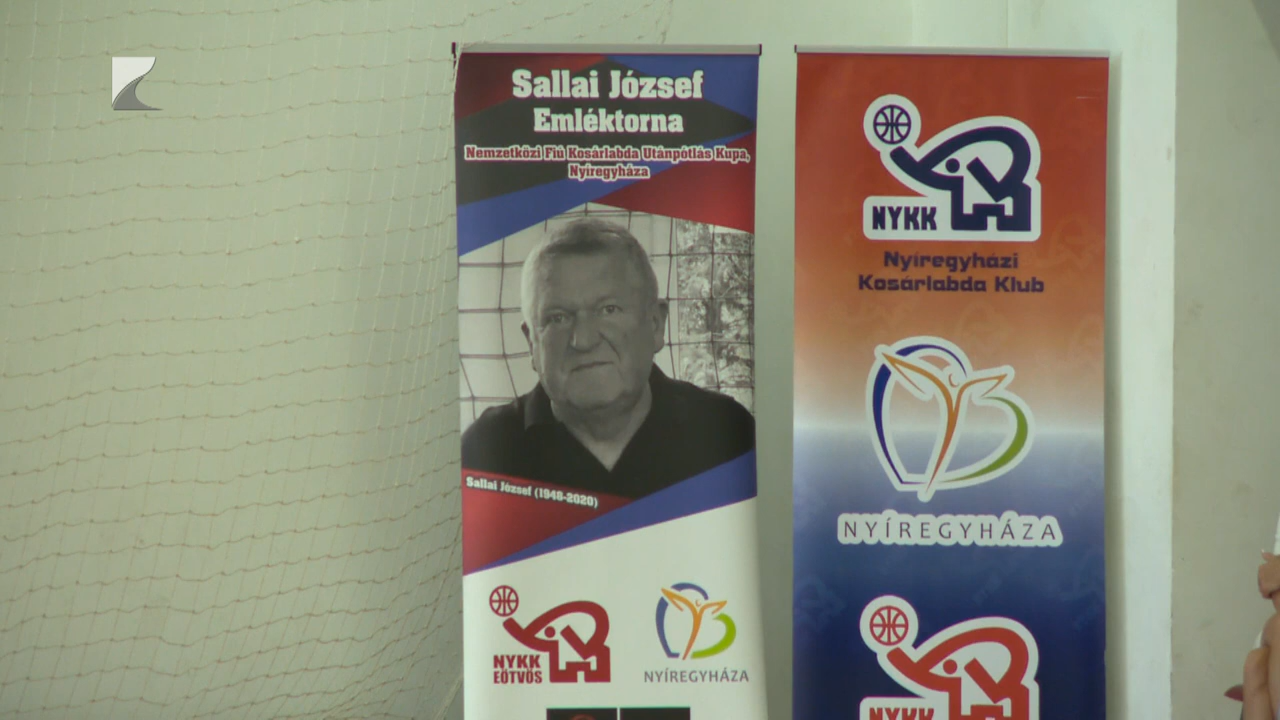 Sallai József
Emléktorna
Nemzetközi Fiú Kosárlabda Utánpótlás Kupa,
Nyíregyháza
Sallai József (1948-2020)
NYKK
EÖTVÖS
NYÍREGYHÁZA
NYKK
Nyíregyházi
Kosárlabda Klub
NYÍREGYHÁZA
NYKK